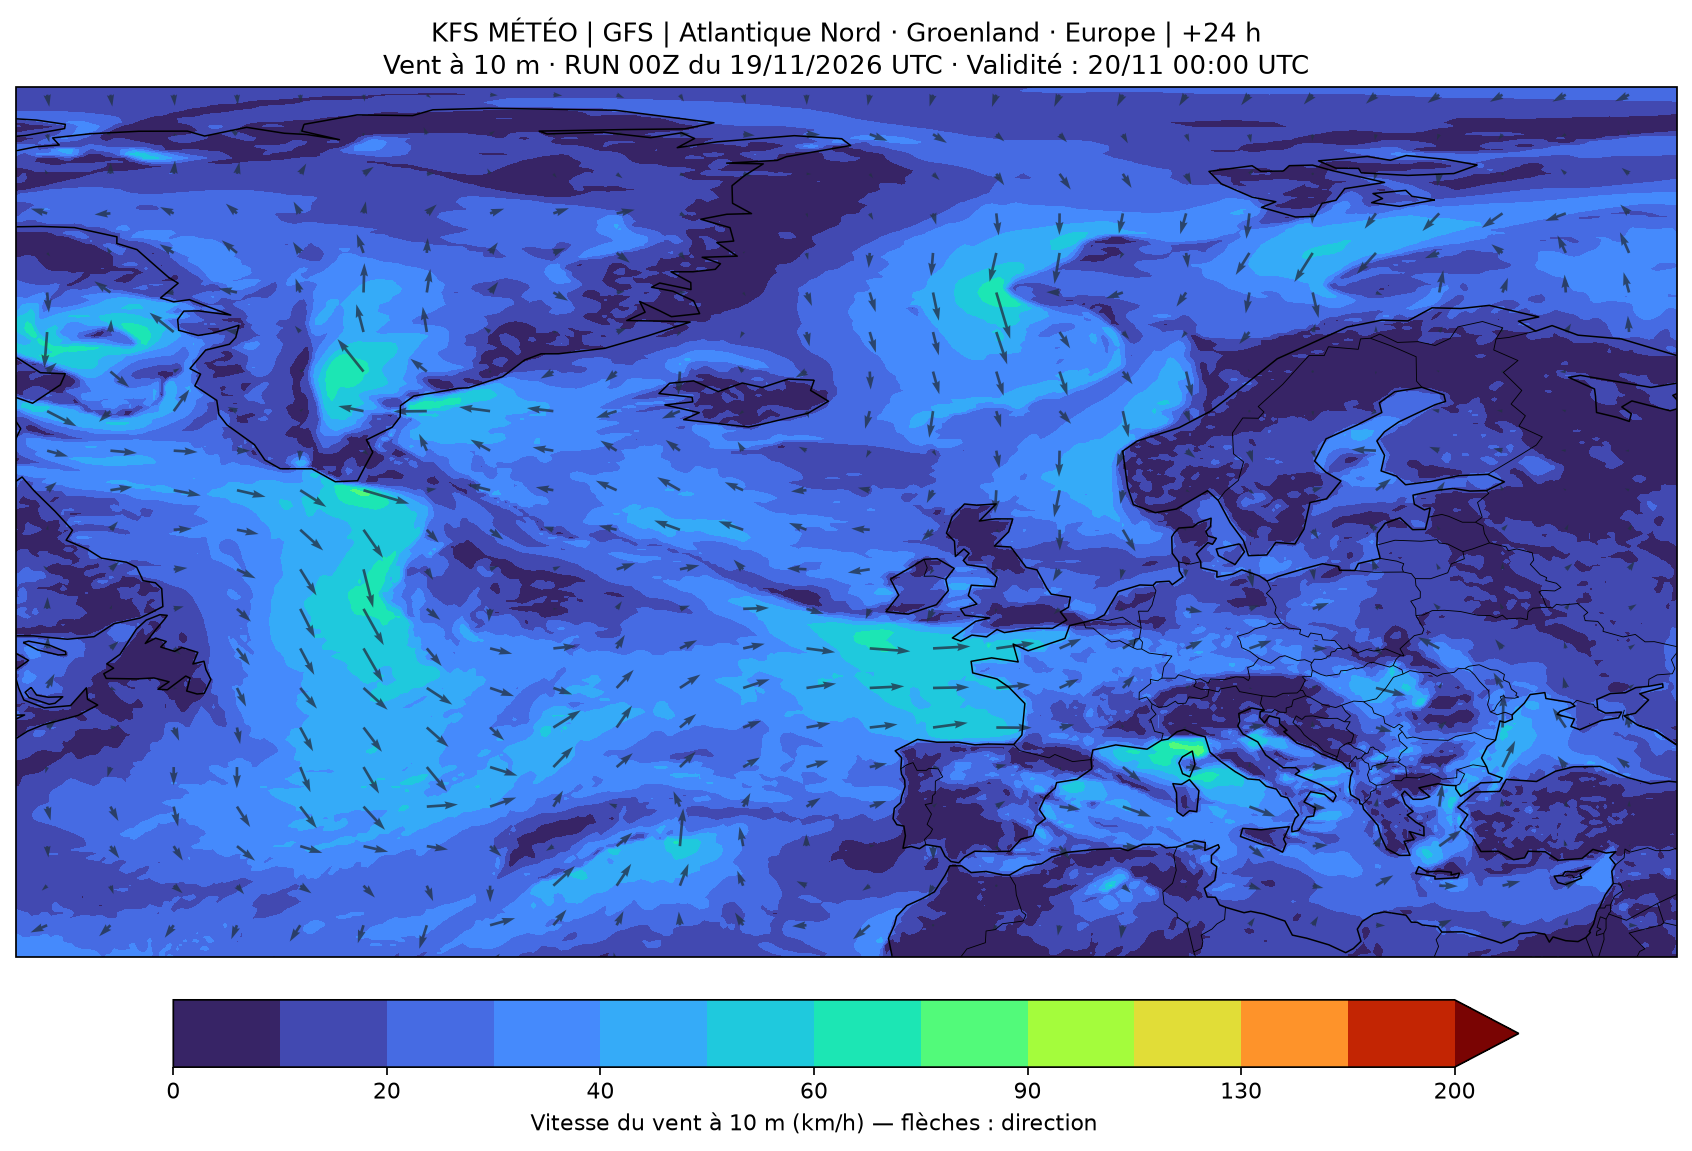 KFS MÉTÉO | GFS | Atlantique Nord · Groenland · Europe | +24 h
Vent à 10 m · RUN 00Z du 19/11/2026 UTC · Validité : 20/11 00:00 UTC
0 20 40 60 90 130 200
Vitesse du vent à 10 m (km/h) — flèches : direction